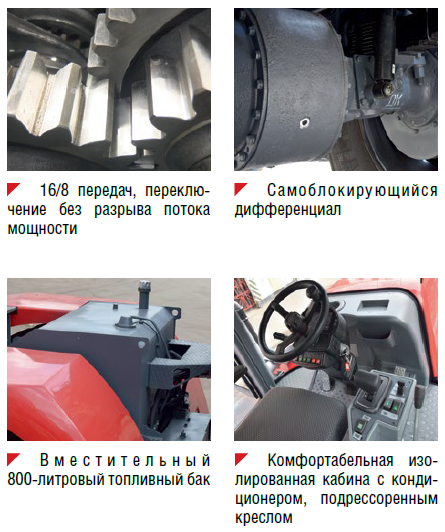 16/8 передач, переклю-
чение без разрыва потока
мощности
Самоблокирующийся
дифференциал
Вместительный
800-литровый топливный бак
Комфортабельная изо-
лированная кабина с конди-
ционером, подрессоренным
креслом